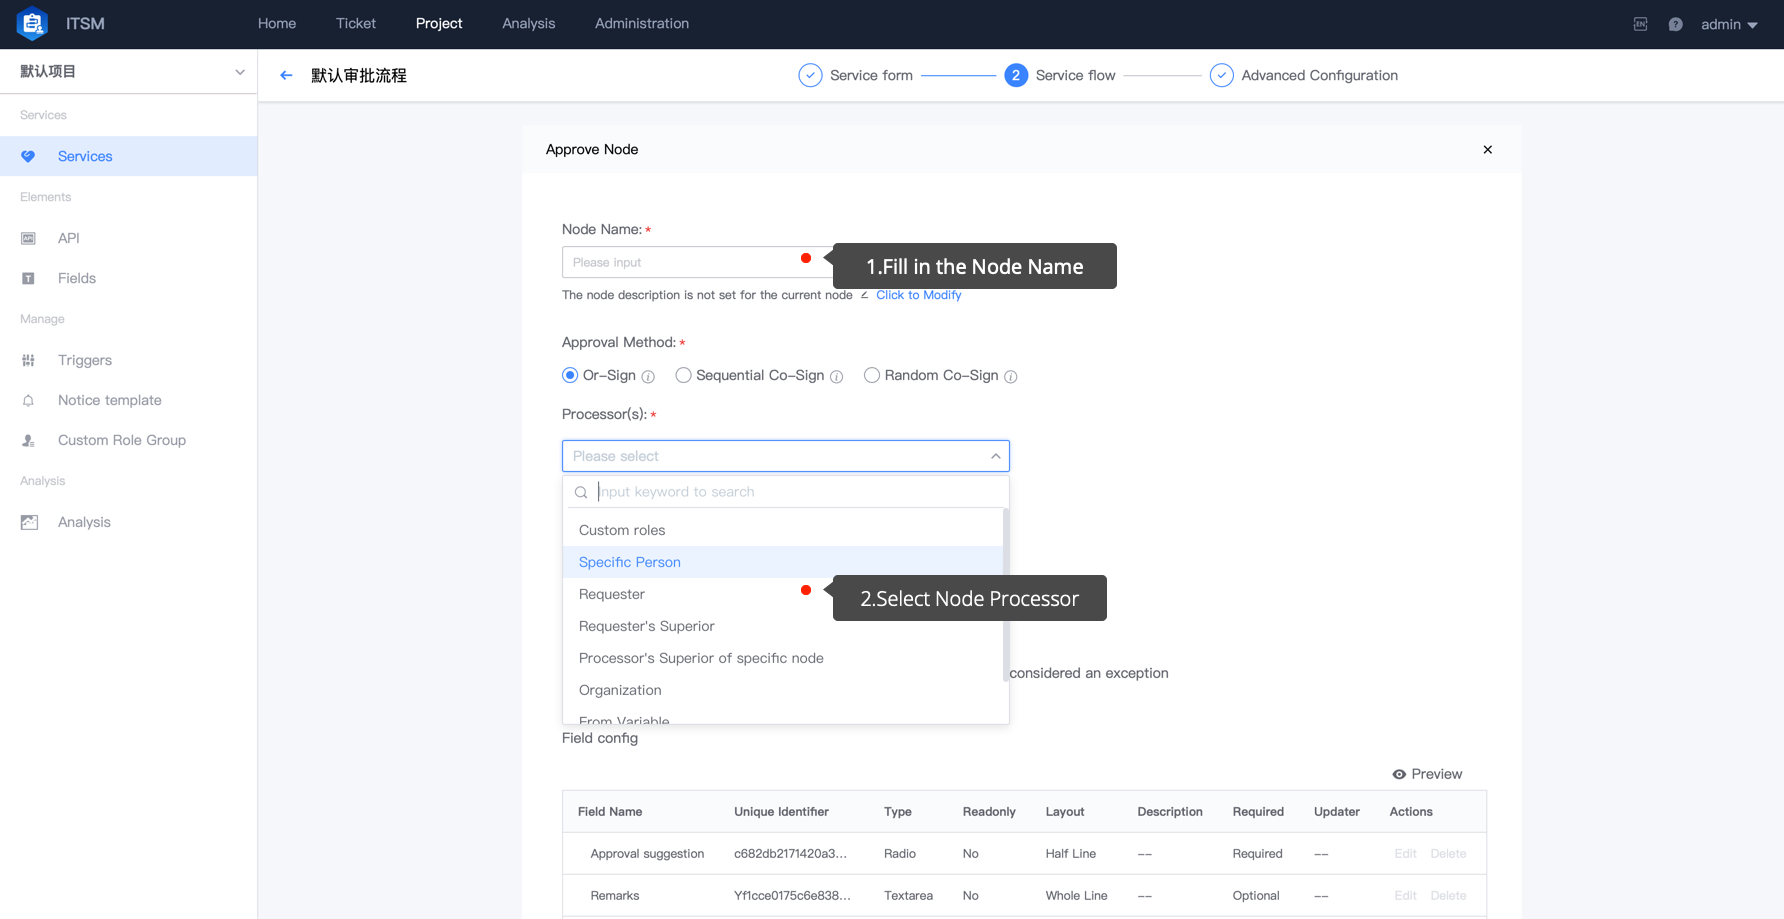 ITSM Home Ticket Project Analysis Administration EN ? admin
默认项目
默认审批流程
Service form 2 Service flow Advanced Configuration
Services
Services
Elements
API
Fields
Manage
Triggers
Notice template
Custom Role Group
Analysis
Analysis
Approve Node
Node Name: *
Please input
1.Fill in the Node Name
The node description is not set for the current node Click to Modify
Approval Method: *
Or-Sign Sequential Co-Sign Random Co-Sign
Processor(s): *
Please select
Input keyword to search
Custom roles
Specific Person
Requester
2.Select Node Processor
Requester's Superior
Processor's Superior of specific node
considered an exception
Organization
From Variable
Field config
Preview
Field Name Unique Identifier Type Readonly Layout Description Required Updater Actions
Approval suggestion c682db2171420a3... Radio No Half Line -- Required -- Edit Delete
Remarks Yf1cce0175c6e838... Textarea No Whole Line -- Optional -- Edit Delete